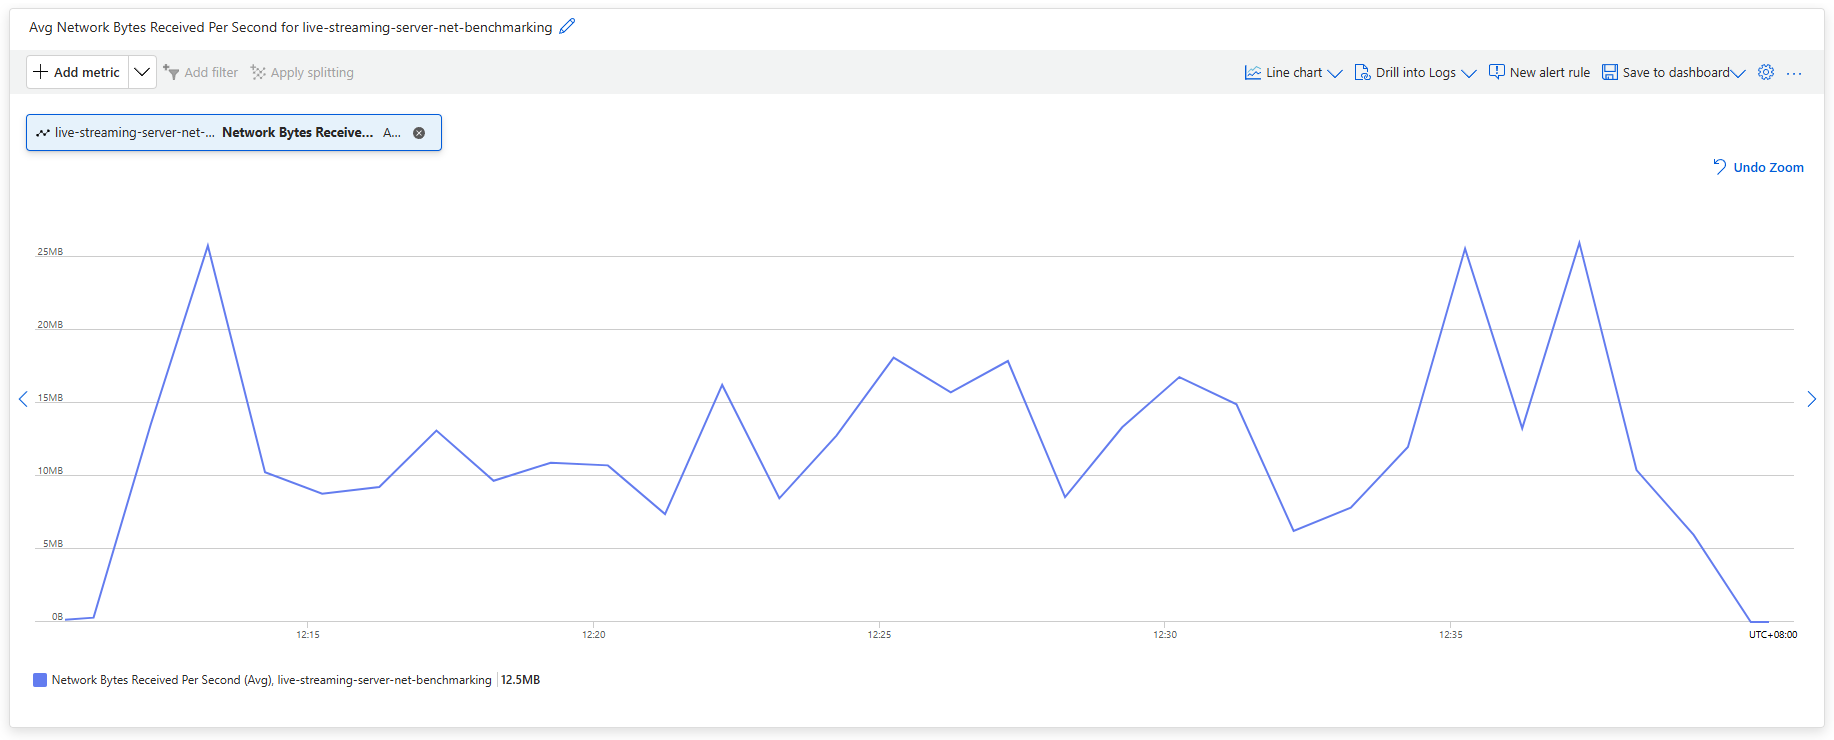 Avg Network Bytes Received Per Second for live-streaming-server-net-benchmarking
Add metric
Add filter
Apply splitting
Line chart
Drill into Logs
New alert rule
Save to dashboard
...
live-streaming-server-net-... Network Bytes Receive... A...
Undo Zoom
25MB
20MB
15MB
10MB
5MB
0B
12:15
12:20
12:25
12:30
12:35
UTC+08:00
Network Bytes Received Per Second (Avg), live-streaming-server-net-benchmarking 12.5MB